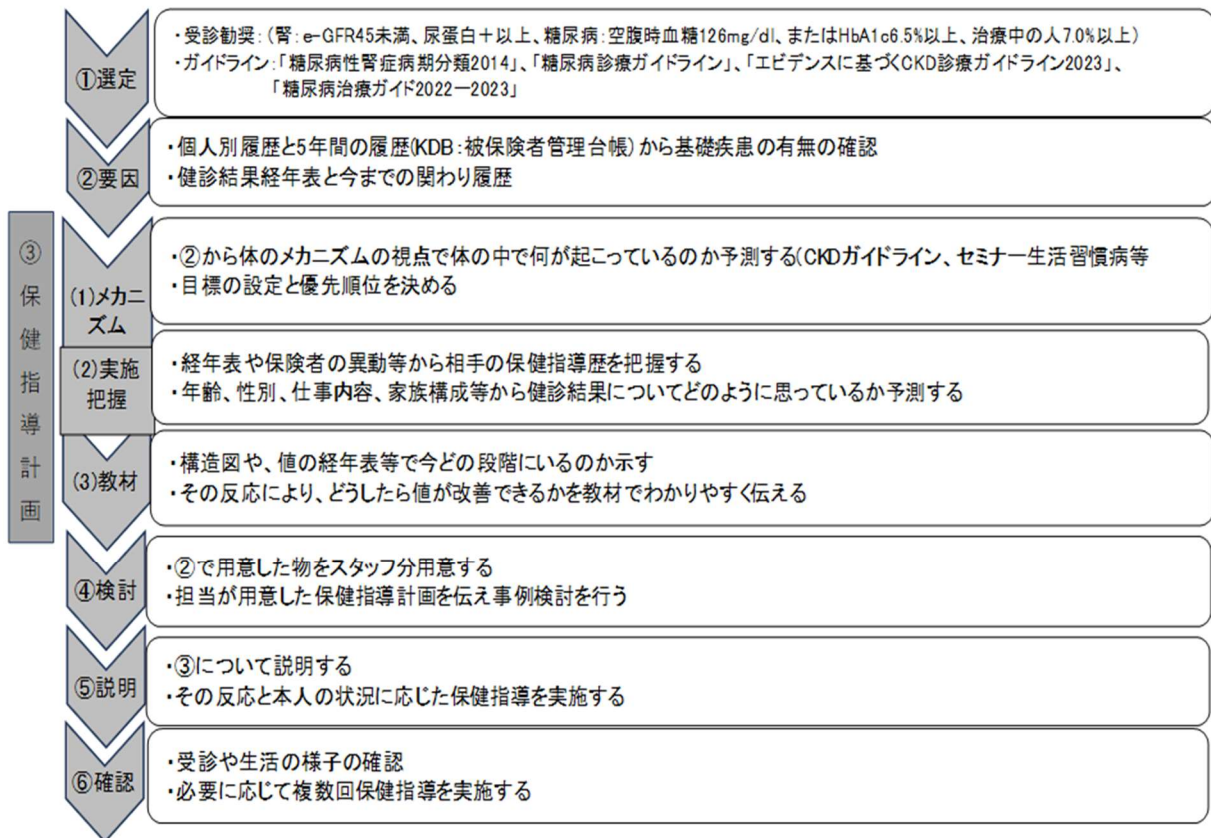 ①選定
・受診勧奨:(腎:e-GFR45未満、尿蛋白+以上、糖尿病:空腹時血糖126mg/dl、またはHbA1c6.5%以上、治療中の人7.0%以上)
・ガイドライン:「糖尿病性腎症病期分類2014」、「糖尿病診療ガイドライン」、「エビデンスに基づくCKD診療ガイドライン2023」、
「糖尿病治療ガイド2022ー2023」
②要因
・個人別履歴と5年間の履歴(KDB:被保険者管理台帳)から基礎疾患の有無の確認
・健診結果経年表と今までの関わり履歴
③保健指導計画
(1)メカニ
ズム
・②から体のメカニズムの視点で体の中で何が起こっているのか予測する(CKDガイドライン、セミナー生活習慣病等
・目標の設定と優先順位を決める
(2)実施
把握
・経年表や保険者の異動等から相手の保健指導歴を把握する
・年齢、性別、仕事内容、家族構成等から健診結果についてどのように思っているか予測する
(3)教材
・構造図や、値の経年表等で今どの段階にいるのか示す
・その反応により、どうしたら値が改善できるかを教材でわかりやすく伝える
④検討
・②で用意した物をスタッフ分用意する
・担当が用意した保健指導計画を伝え事例検討を行う
⑤説明
・③について説明する
・その反応と本人の状況に応じた保健指導を実施する
⑥確認
・受診や生活の様子の確認
・必要に応じて複数回保健指導を実施する